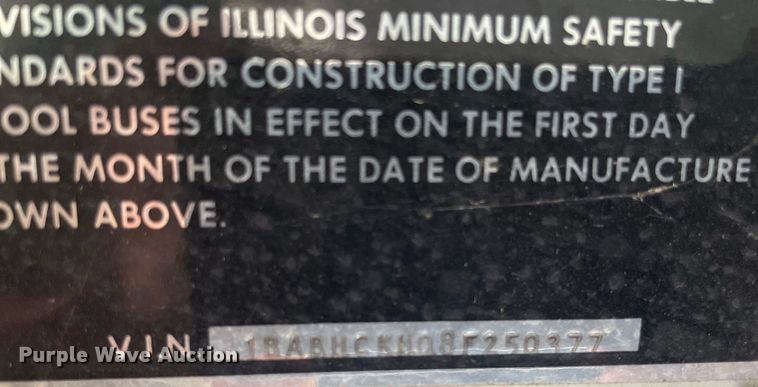 VISIONS OF ILLINOIS MINIMUM SAFETY
NDARDS FOR CONSTRUCTION OF TYPE I
OOL BUSES IN EFFECT ON THE FIRST DAY
THE MONTH OF THE DATE OF MANUFACTURE
OWN ABOVE.
VIN 1BABHCKH08F250377
Purple Wave Auction